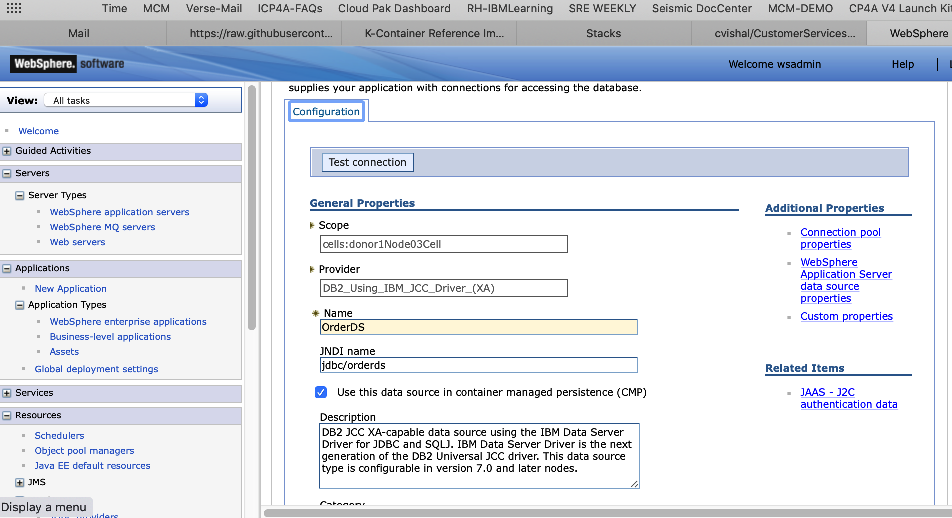 Time MCM Verse-Mail ICP4A-FAQs Cloud Pak Dashboard RH-IBMLearning SRE WEEKLY Seismic DocCenter MCM-DEMO CP4A V4 Launch Kit
Mail https://raw.githubusercont... K-Container Reference Im... Stacks cvishal/CustomerServices... WebSphere
WebSphere. software Welcome wsadmin Help
View: All tasks
Welcome
Guided Activities
Servers
Server Types
WebSphere application servers
WebSphere MQ servers
Web servers
Applications
New Application
Application Types
WebSphere enterprise applications
Business-level applications
Assets
Global deployment settings
Services
Resources
Schedulers
Object pool managers
Java EE default resources
JMS
Display a menu
supplies your application with connections for accessing the database.
Configuration
Test connection
General Properties
Scope
cells:donor1Node03Cell
Provider
DB2_Using_IBM_JCC_Driver_(XA)
Name
OrderDS
JNDI name
jdbc/orderds
Use this data source in container managed persistence (CMP)
Description
DB2 JCC XA-capable data source using the IBM Data Server
Driver for JDBC and SQLJ. IBM Data Server Driver is the next
generation of the DB2 Universal JCC driver. This data source
type is configurable in version 7.0 and later nodes.
Category
Additional Properties
Connection pool
properties
WebSphere
Application Server
data source
properties
Custom properties
Related Items
JAAS - J2C
authentication data